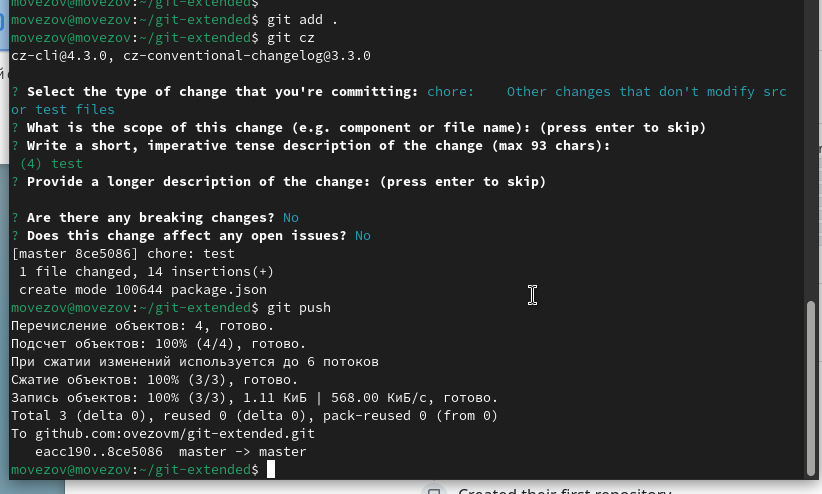 movezov@movezov:~/git-extended$
movezov@movezov:~/git-extended$ git add .
movezov@movezov:~/git-extended$ git cz
cz-cli@4.3.0, cz-conventional-changelog@3.3.0
? Select the type of change that you're committing: chore:    Other changes that don't modify src
or test files
? What is the scope of this change (e.g. component or file name): (press enter to skip)
? Write a short, imperative tense description of the change (max 93 chars):
(4) test
? Provide a longer description of the change: (press enter to skip)
? Are there any breaking changes? No
? Does this change affect any open issues? No
[master 8ce5086] chore: test
1 file changed, 14 insertions(+)
create mode 100644 package.json
movezov@movezov:~/git-extended$ git push
Перечисление объектов: 4, готово.
Подсчет объектов: 100% (4/4), готово.
При сжатии изменений используется до 6 потоков
Сжатие объектов: 100% (3/3), готово.
Запись объектов: 100% (3/3), 1.11 КиБ | 568.00 КиБ/с, готово.
Total 3 (delta 0), reused 0 (delta 0), pack-reused 0 (from 0)
To github.com:ovezovm/git-extended.git
eacc190..8ce5086  master -> master
movezov@movezov:~/git-extended$
Created their first repository